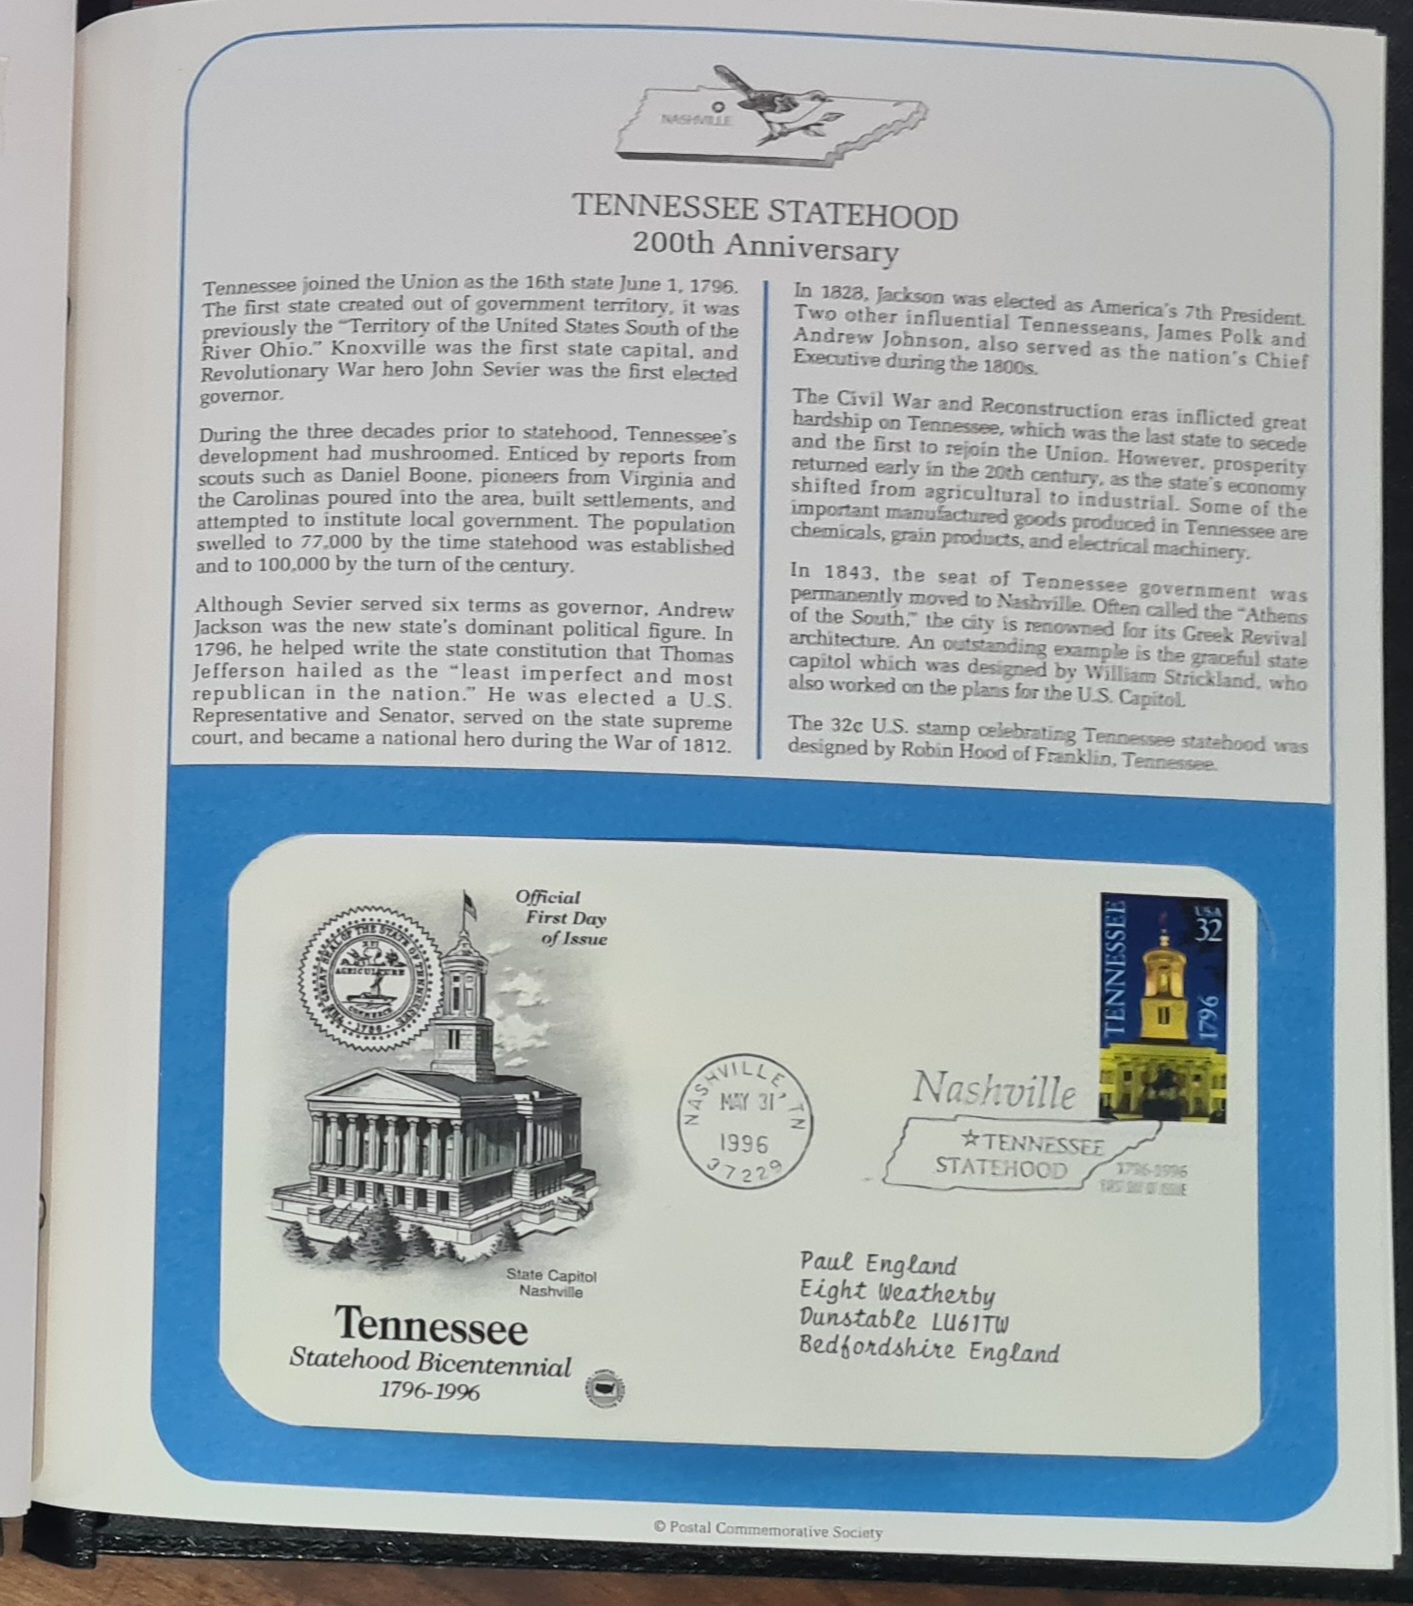 NASHVILLE
TENNESSEE STATEHOOD
200th Anniversary
Tennessee joined the Union as the 16th state June 1, 1796.
The first state created out of government territory, it was
previously the "Territory of the United States South of the
River Ohio." Knoxville was the first state capital, and
Revolutionary War hero John Sevier was the first elected
governor.
During the three decades prior to statehood, Tennessee's
development had mushroomed. Enticed by reports from
scouts such as Daniel Boone, pioneers from Virginia and
the Carolinas poured into the area, built settlements, and
attempted to institute local government. The population
swelled to 77,000 by the time statehood was established
and to 100,000 by the turn of the century.
Although Sevier served six terms as governor, Andrew
Jackson was the new state's dominant political figure. In
1796, he helped write the state constitution that Thomas
Jefferson hailed as the "least imperfect and most
republican in the nation." He was elected a U.S.
Representative and Senator, served on the state supreme
court, and became a national hero during the War of 1812.
In 1828, Jackson was elected as America's 7th President.
Two other influential Tennesseans, James Polk and
Andrew Johnson, also served as the nation's Chief
Executive during the 1800s.
The Civil War and Reconstruction eras inflicted great
hardship on Tennessee, which was the last state to secede
and the first to rejoin the Union. However, prosperity
returned early in the 20th century, as the state's economy
shifted from agricultural to industrial. Some of the
important manufactured goods produced in Tennessee are
chemicals, grain products, and electrical machinery.
In 1843, the seat of Tennessee government was
permanently moved to Nashville. Often called the "Athens
of the South," the city is renowned for its Greek Revival
architecture. An outstanding example is the graceful state
capitol which was designed by William Strickland, who
also worked on the plans for the U.S. Capitol.
The 32c U.S. stamp celebrating Tennessee statehood was
designed by Robin Hood of Franklin, Tennessee.
Official
First Day
of Issue
THE GREAT SEAL OF THE STATE OF TENNESSEE
XVI
AGRICULTURE
COMMERCE
1796
State Capitol
Nashville
Tennessee
Statehood Bicentennial
1796-1996
NASHVILLE, TN
MAY 31
1996
37229
Nashville
☆TENNESSEE
STATEHOOD
1796-1996
FIRST DAY OF ISSUE
TENNESSEE
USA
32
1796
Paul England
Eight Weatherby
Dunstable LU61TW
Bedfordshire England
© Postal Commemorative Society